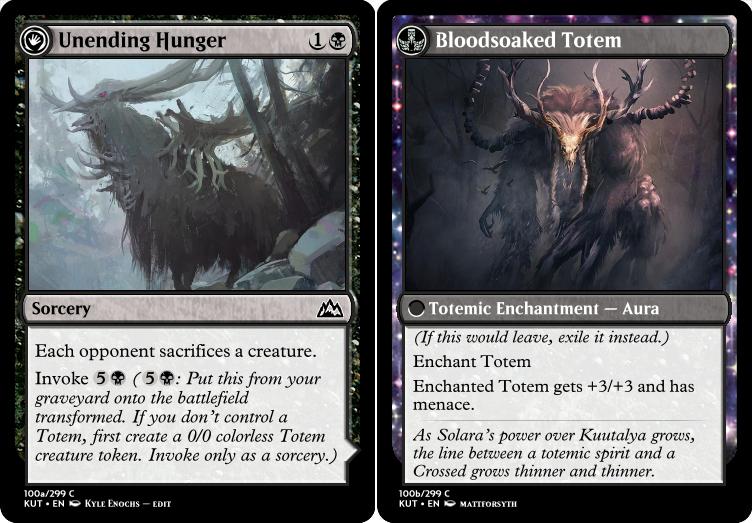 Unending Hunger 1
Sorcery
Each opponent sacrifices a creature.
Invoke 5 ( 5 : Put this from your
graveyard onto the battlefield
transformed. If you don't control a
Totem, first create a 0/0 colorless Totem
creature token. Invoke only as a sorcery.)
100a/299 C
KUT • EN Kyle Enochs – edit
Bloodsoaked Totem
Totemic Enchantment — Aura
(If this would leave, exile it instead.)
Enchant Totem
Enchanted Totem gets +3/+3 and has
menace.
As Solara's power over Kuutalya grows,
the line between a totemic spirit and a
Crossed grows thinner and thinner.
100b/299 C
KUT • EN mattforsyth